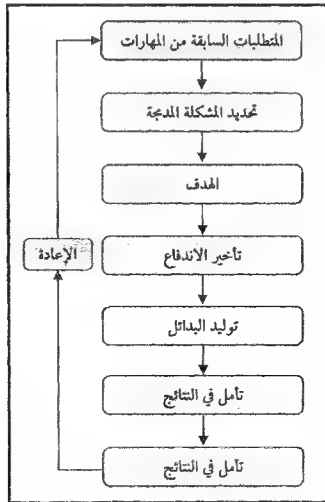 المتطلبات السابقة من المهارات
تحديد المشكلة المدمجة
الهدف
تأخير الاندفاع
الإعادة
توليد البدائل
تأمل في النتائج
تأمل في النتائج